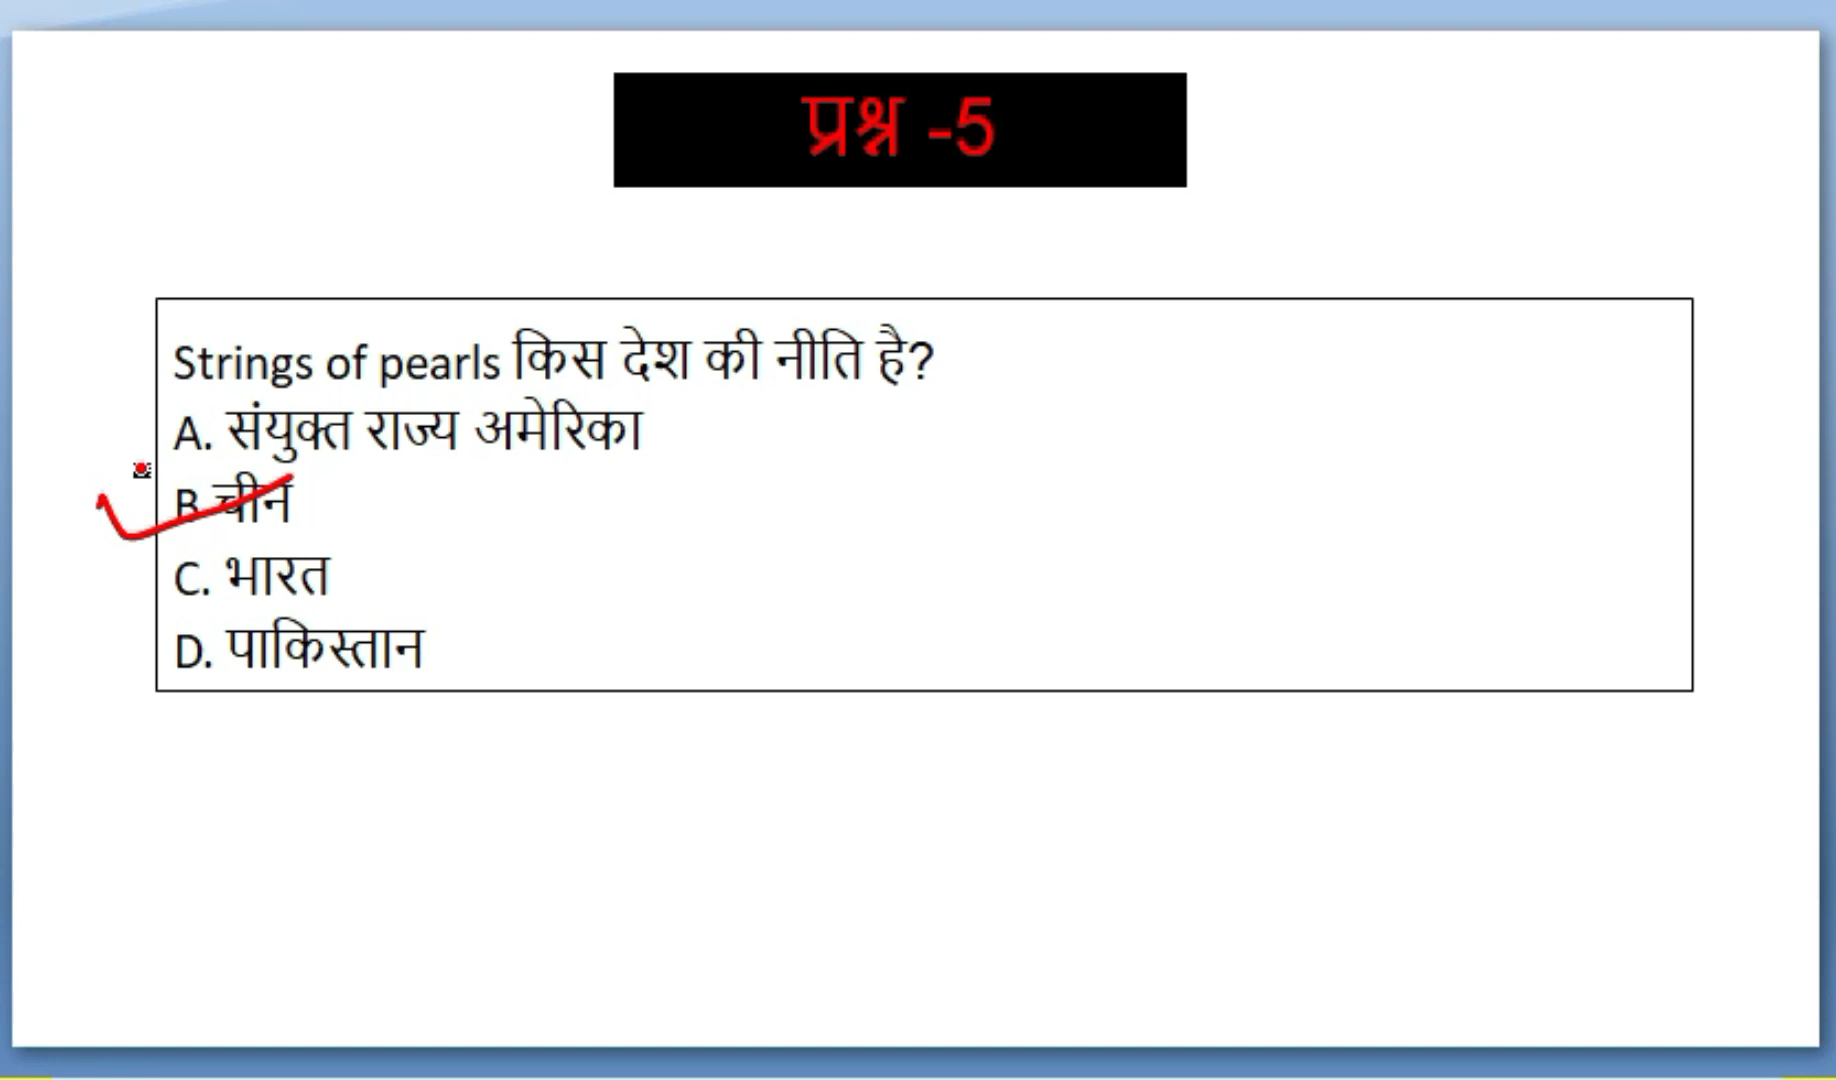 प्रश्न -5
Strings of pearls किस देश की नीति है?
A. संयुक्त राज्य अमेरिका
B चीन
C. भारत
D. पाकिस्तान